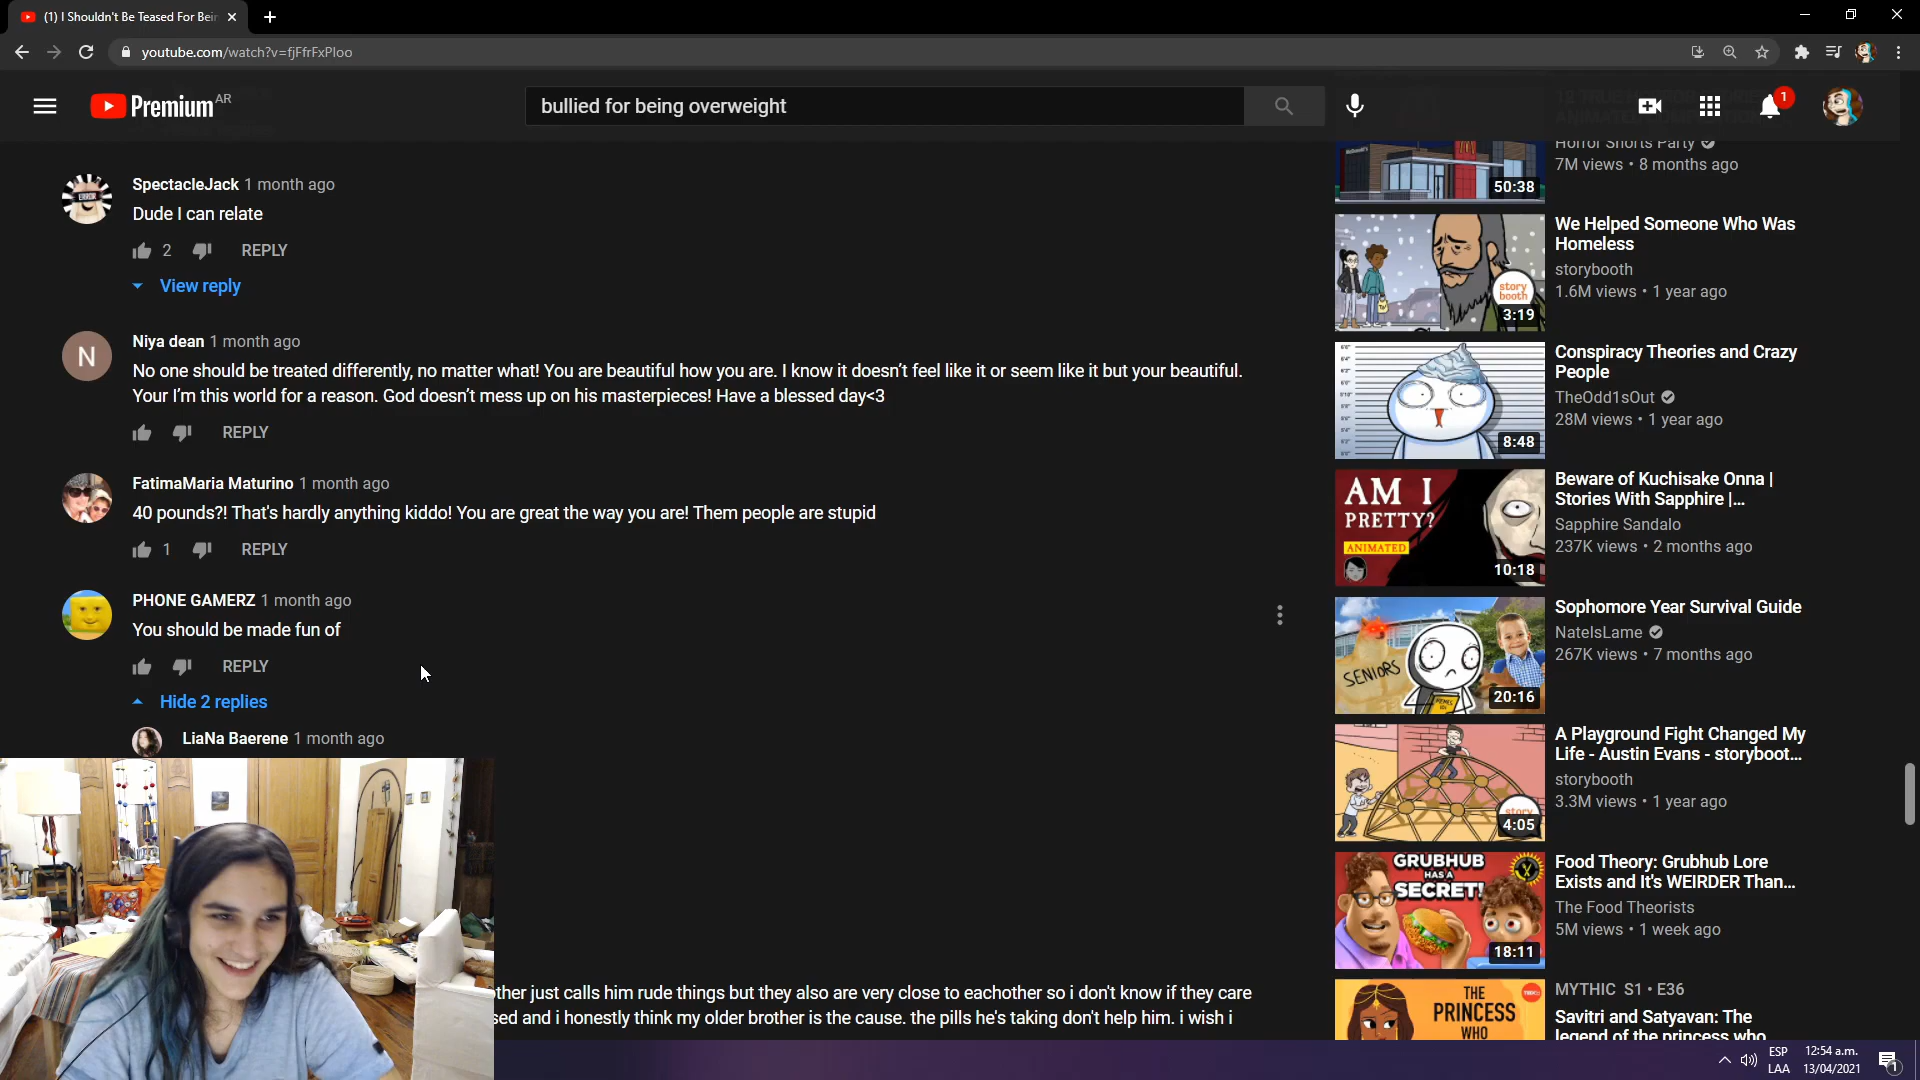 (1) I Shouldn't Be Teased For Bei
youtube.com/watch?v=fjFfrFxPIoo
Premium AR
bullied for being overweight
1
SpectacleJack 1 month ago
Dude I can relate
2 REPLY
View reply
N
Niya dean 1 month ago
No one should be treated differently, no matter what! You are beautiful how you are. I know it doesn’t feel like it or seem like it but your beautiful.
Your I’m this world for a reason. God doesn’t mess up on his masterpieces! Have a blessed day<3
REPLY
FatimaMaria Maturino 1 month ago
40 pounds?! That's hardly anything kiddo! You are great the way you are! Them people are stupid
1 REPLY
PHONE GAMERZ 1 month ago
You should be made fun of
REPLY
Hide 2 replies
LiaNa Baerene 1 month ago
other just calls him rude things but they also are very close to eachother so i don't know if they care
sed and i honestly think my older brother is the cause. the pills he's taking don't help him. i wish i
Horror Shorts Party
7M views • 8 months ago
50:38
We Helped Someone Who Was
Homeless
storybooth
1.6M views • 1 year ago
story
booth
3:19
Conspiracy Theories and Crazy
People
TheOdd1sOut
28M views • 1 year ago
8:48
Beware of Kuchisake Onna |
Stories With Sapphire |...
Sapphire Sandalo
237K views • 2 months ago
AM I
PRETTY?
ANIMATED
10:18
Sophomore Year Survival Guide
NateIsLame
267K views • 7 months ago
SENIORS
20:16
A Playground Fight Changed My
Life - Austin Evans - storyboot...
storybooth
3.3M views • 1 year ago
story
4:05
Food Theory: Grubhub Lore
Exists and It's WEIRDER Than...
The Food Theorists
5M views • 1 week ago
GRUBHUB
HAS A
SECRET!
18:11
MYTHIC S1 • E36
Savitri and Satyavan: The
legend of the princess who
THE
PRINCESS
WHO
ESP
LAA
12:54 a.m.
13/04/2021
1